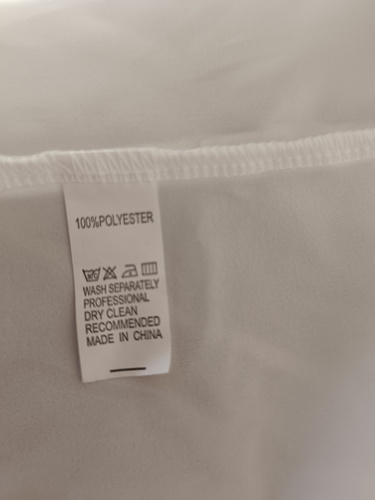 100%POLYESTER
WASH SEPARATELY
PROFESSIONAL
DRY CLEAN
RECOMMENDED
MADE IN CHINA